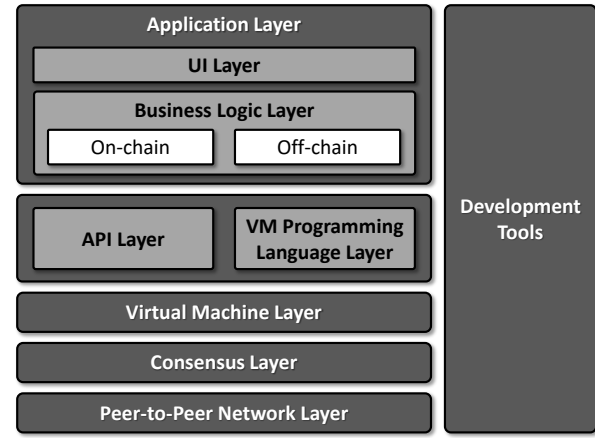 Application Layer
UI Layer
Business Logic Layer
On-chain
Off-chain
API Layer
VM Programming
Language Layer
Virtual Machine Layer
Consensus Layer
Peer-to-Peer Network Layer
Development
Tools